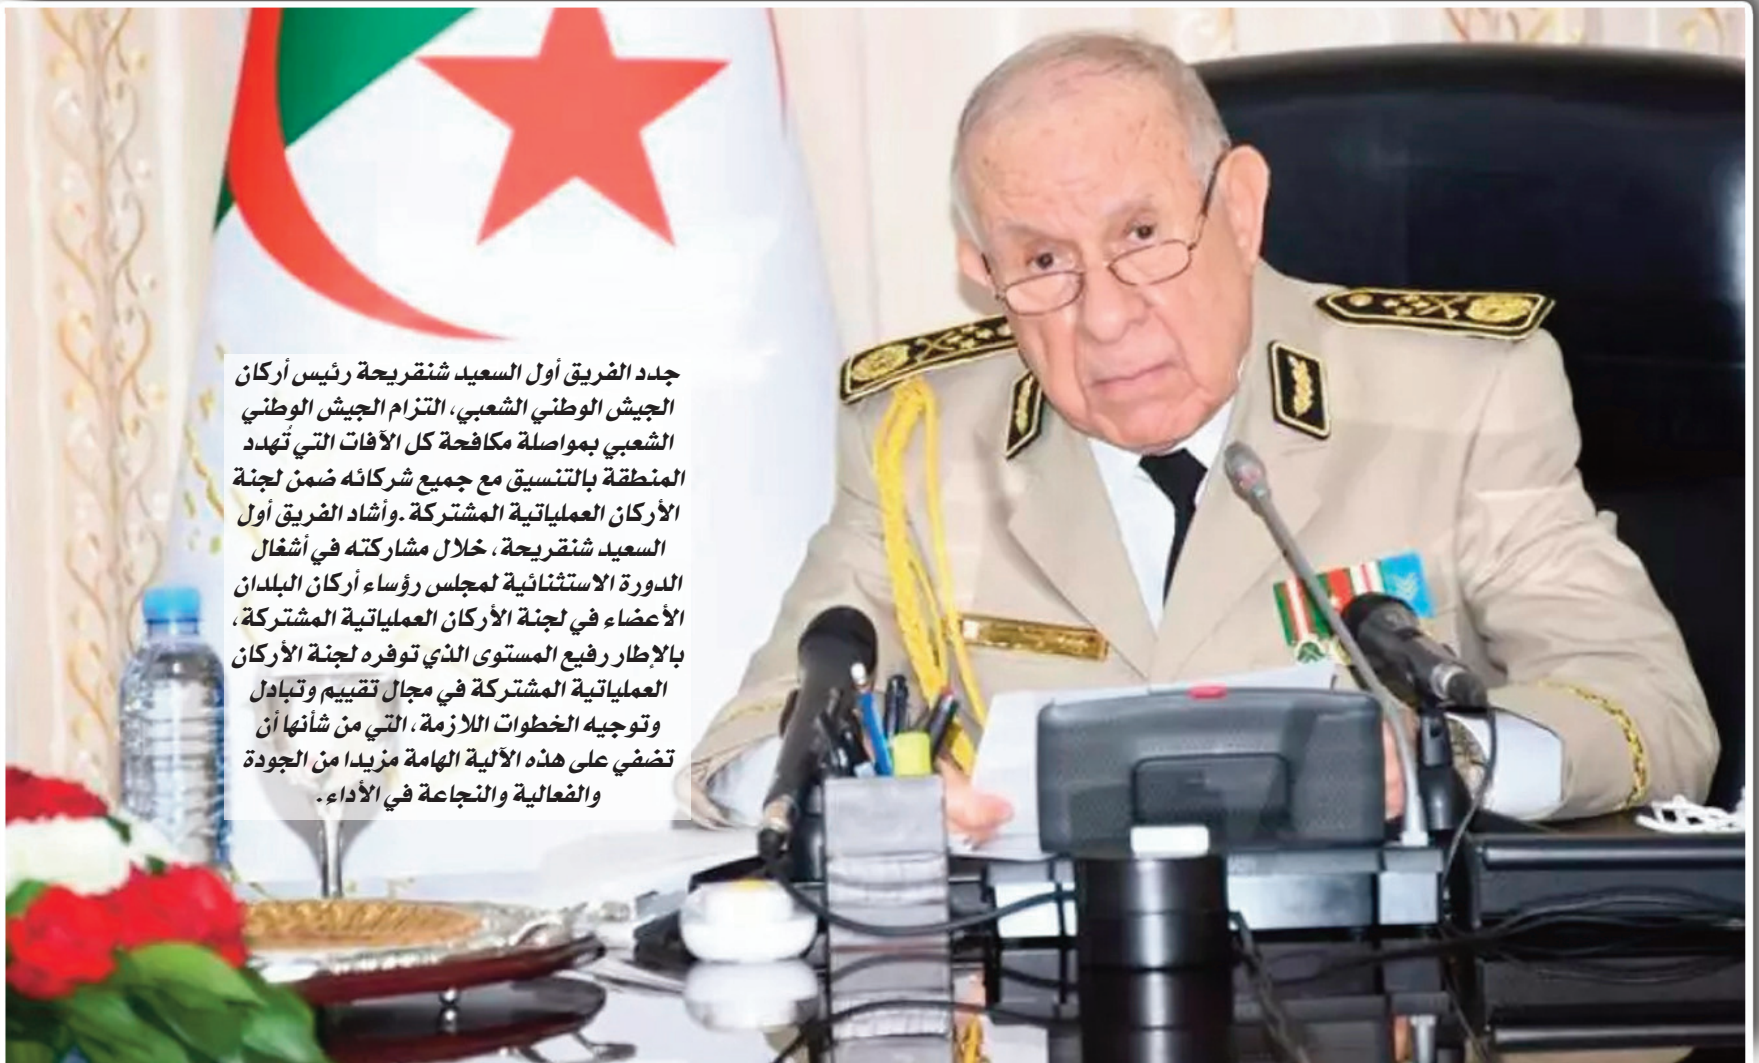 جدد الفريق أول السعيد شنقريحة رئيس أركان
الجيش الوطني الشعبي، التزام الجيش الوطني
الشعبي بمواصلة مكافحة كل الآفات التي تُهدد
المنطقة بالتنسيق مع جميع شركائه ضمن لجنة
الأركان العملياتية المشتركة.وأشاد الفريق أول
السعيد شنقريحة، خلال مشاركته في أشغال
الدورة الاستثنائية لمجلس رؤساء أركان البلدان
الأعضاء في لجنة الأركان العملياتية المشتركة،
بالإطار رفيع المستوى الذي توفره لجنة الأركان
العملياتية المشتركة في مجال تقييم وتبادل
وتوجيه الخطوات اللازمة، التي من شأنها أن
تضفي على هذه الآلية الهامة مزيدا من الجودة
والفعالية والنجاعة في الأداء.